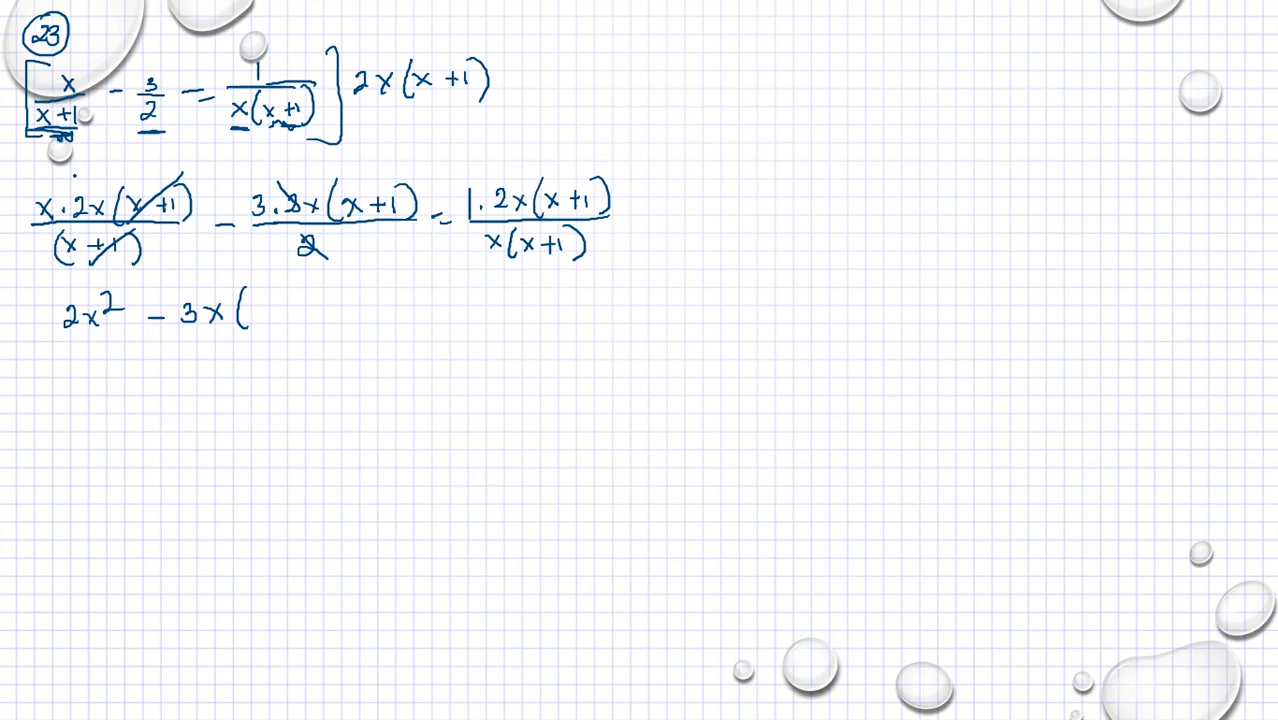 23
[x/(x+1) - 3/2 = 1/(x(x+1))] 2x(x+1)
x·2x(x+1)/(x+1) - 3·2x(x+1)/2 = 1·2x(x+1)/(x(x+1))
2x² - 3x(